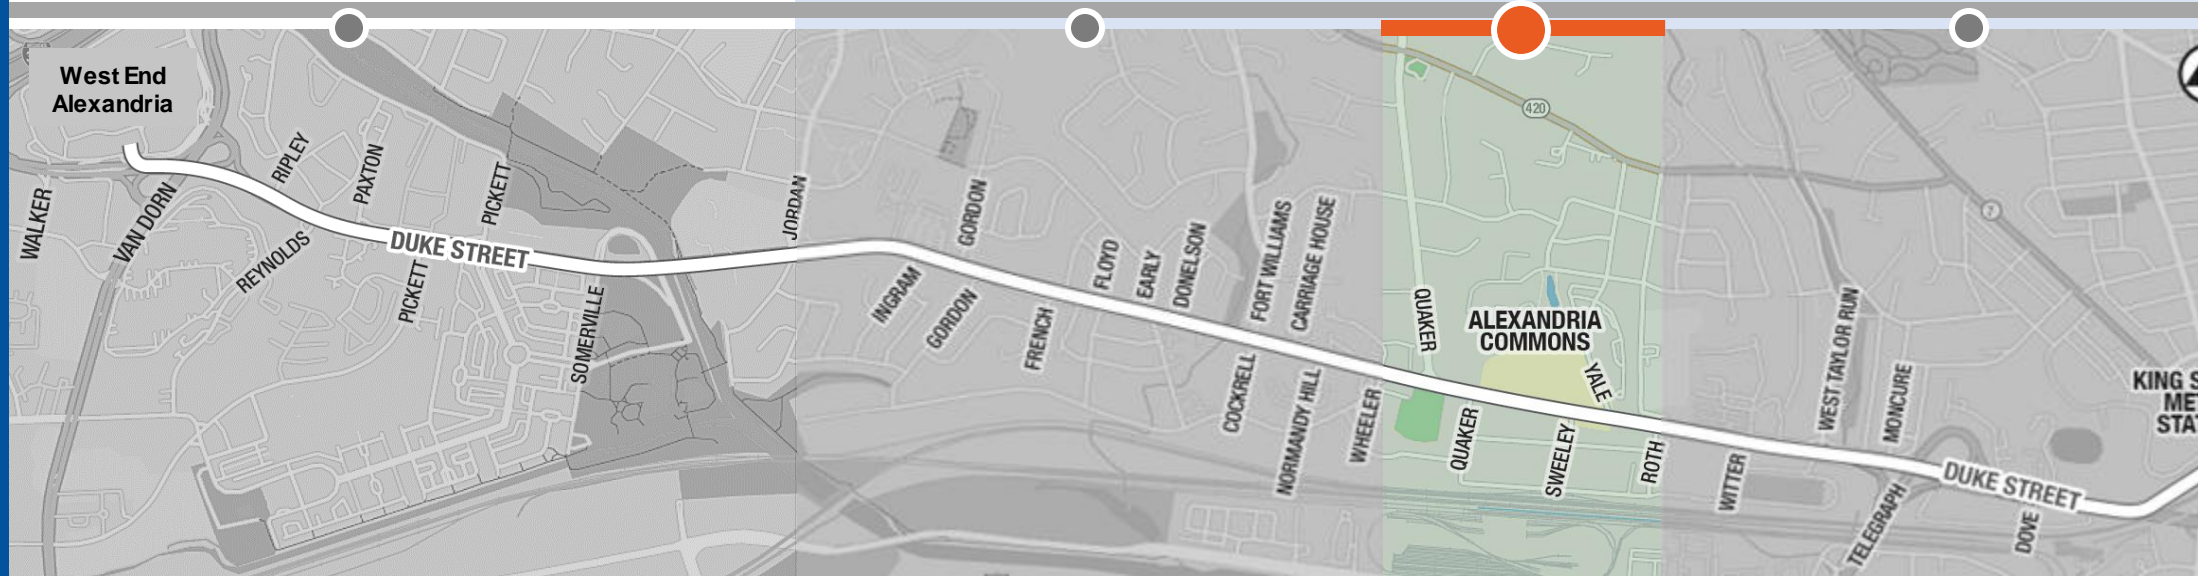 West End
Alexandria
WALKER
VAN DORN
RIPLEY
REYNOLDS
PAXTON
DUKE STREET
PICKETT
PICKETT
SOMERVILLE
JORDAN
INGRAM
GORDON
GORDON
FRENCH
FLOYD
EARLY
DONELSON
FORT WILLIAMS
CARRIAGE HOUSE
COCKRELL
NORMANDY HILL
WHEELER
420
QUAKER
ALEXANDRIA
COMMONS
YALE
QUAKER
SWEELEY
ROTH
WITTER
7
WEST TAYLOR RUN
MONCURE
TELEGRAPH
DUKE STREET
DOVE
KING S
MET
STA